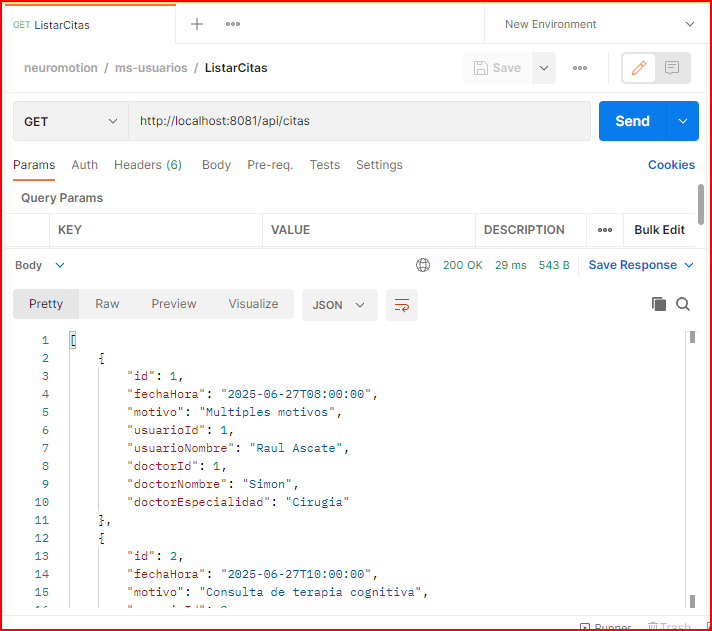 GET ListarCitas
New Environment
neuromotion / ms-usuarios / ListarCitas
Save
GET
http://localhost:8081/api/citas
Send
Params Auth Headers (6) Body Pre-req. Tests Settings Cookies
Query Params
KEY VALUE DESCRIPTION Bulk Edit
Body 200 OK 29 ms 543 B Save Response
Pretty Raw Preview Visualize JSON
1 [
2 {
3 "id": 1,
4 "fechaHora": "2025-06-27T08:00:00",
5 "motivo": "Multiples motivos",
6 "usuarioId": 1,
7 "usuarioNombre": "Raul Ascate",
8 "doctorId": 1,
9 "doctorNombre": "Simon",
10 "doctorEspecialidad": "Cirugia"
11 },
12 {
13 "id": 2,
14 "fechaHora": "2025-06-27T10:00:00",
15 "motivo": "Consulta de terapia cognitiva",
Runner Trash